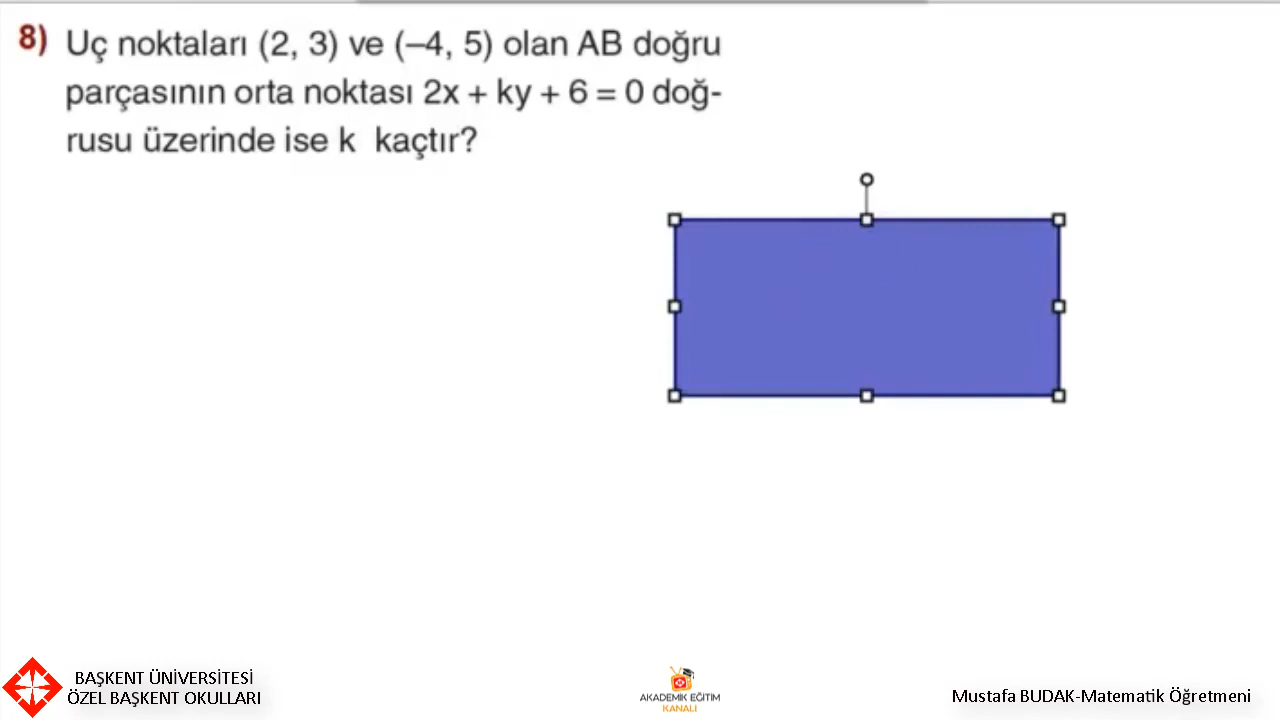 8) Uç noktaları (2, 3) ve (–4, 5) olan AB doğru
parçasının orta noktası 2x + ky + 6 = 0 doğ-
rusu üzerinde ise k kaçtır?
BAŞKENT ÜNİVERSİTESİ
ÖZEL BAŞKENT OKULLARI
AKADEMİK EĞİTİM
KANALI
Mustafa BUDAK-Matematik Öğretmeni